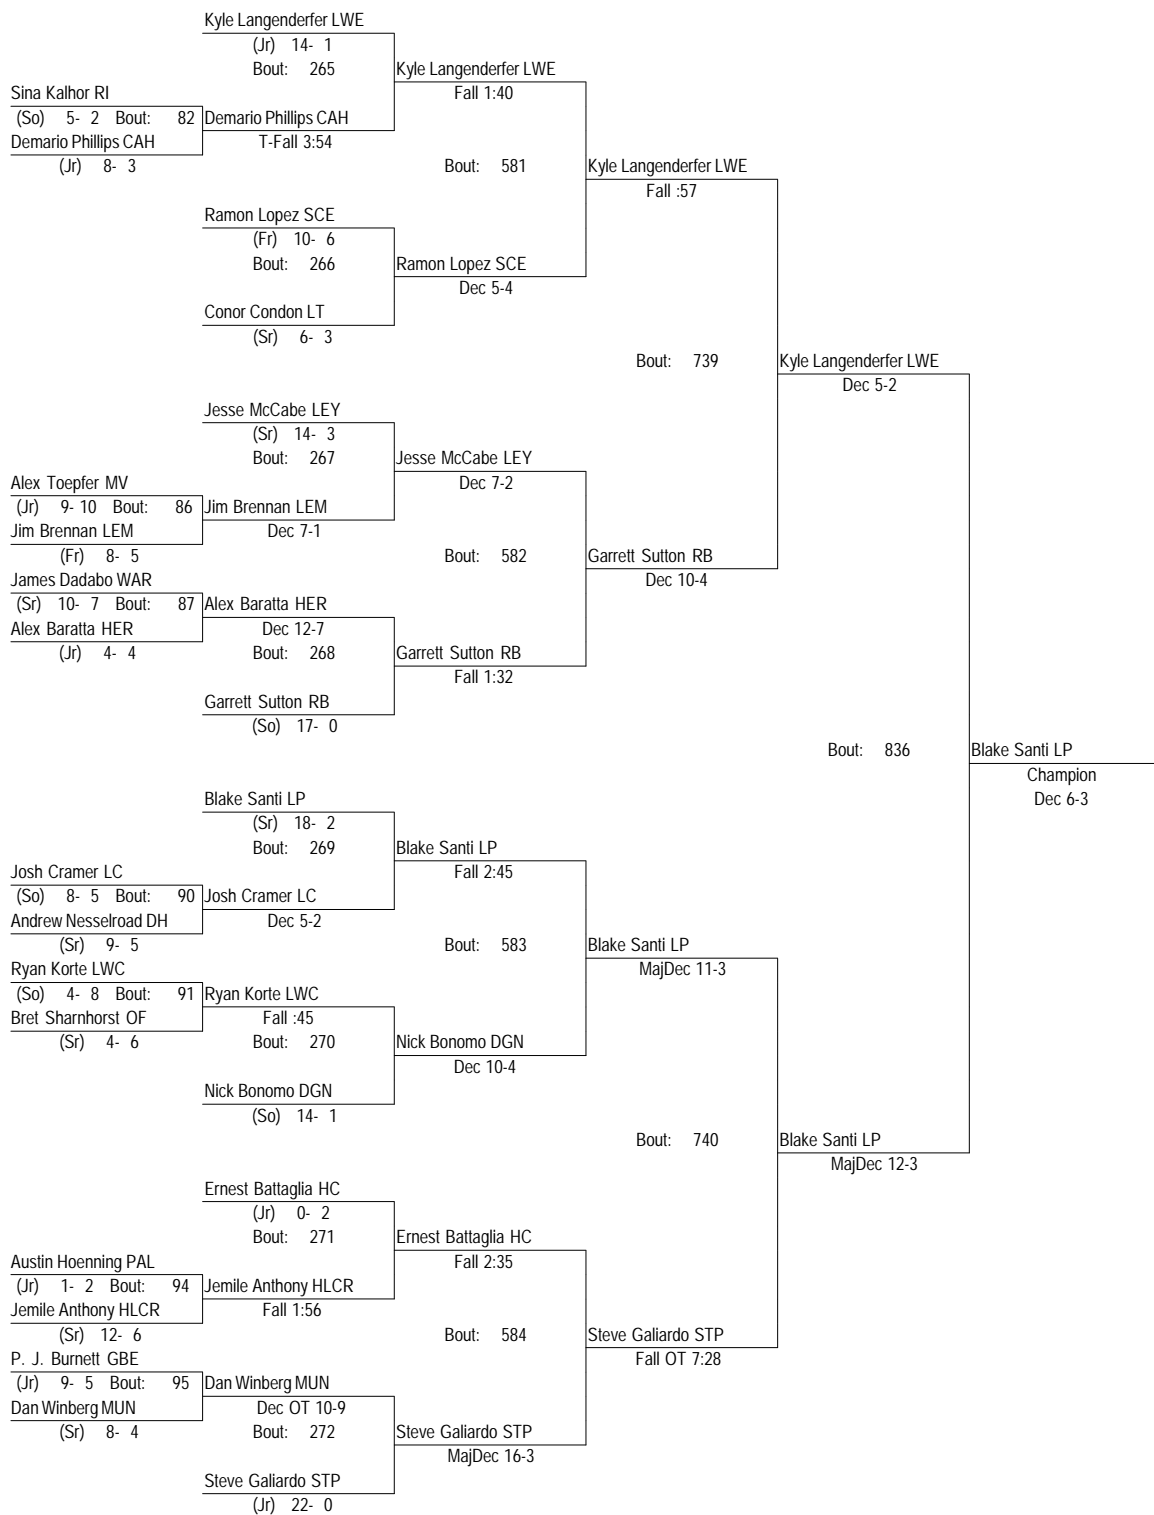 Kyle Langenderfer LWE
(Jr) 14- 1
Bout: 265
Kyle Langenderfer LWE
Fall 1:40
Sina Kalhor RI
(So) 5- 2 Bout: 82
Demario Phillips CAH
Demario Phillips CAH
T-Fall 3:54
(Jr) 8- 3
Bout: 581
Kyle Langenderfer LWE
Fall :57
Ramon Lopez SCE
(Fr) 10- 6
Bout: 266
Ramon Lopez SCE
Dec 5-4
Conor Condon LT
(Sr) 6- 3
Bout: 739
Kyle Langenderfer LWE
Dec 5-2
Jesse McCabe LEY
(Sr) 14- 3
Bout: 267
Jesse McCabe LEY
Dec 7-2
Alex Toepfer MV
(Jr) 9- 10 Bout: 86
Jim Brennan LEM
Jim Brennan LEM
Dec 7-1
(Fr) 8- 5
Bout: 582
Garrett Sutton RB
Dec 10-4
James Dadabo WAR
(Sr) 10- 7 Bout: 87
Alex Baratta HER
Alex Baratta HER
Dec 12-7
(Jr) 4- 4
Bout: 268
Garrett Sutton RB
Fall 1:32
Garrett Sutton RB
(So) 17- 0
Bout: 836
Blake Santi LP
Champion
Dec 6-3
Blake Santi LP
(Sr) 18- 2
Bout: 269
Blake Santi LP
Fall 2:45
Josh Cramer LC
(So) 8- 5 Bout: 90
Josh Cramer LC
Andrew Nesselroad DH
Dec 5-2
(Sr) 9- 5
Bout: 583
Blake Santi LP
MajDec 11-3
Ryan Korte LWC
(So) 4- 8 Bout: 91
Ryan Korte LWC
Bret Sharnhorst OF
Fall :45
(Sr) 4- 6
Bout: 270
Nick Bonomo DGN
Dec 10-4
Nick Bonomo DGN
(So) 14- 1
Bout: 740
Blake Santi LP
MajDec 12-3
Ernest Battaglia HC
(Jr) 0- 2
Bout: 271
Ernest Battaglia HC
Fall 2:35
Austin Hoenning PAL
(Jr) 1- 2 Bout: 94
Jemile Anthony HLCR
Jemile Anthony HLCR
Fall 1:56
(Sr) 12- 6
Bout: 584
Steve Galiardo STP
Fall OT 7:28
P. J. Burnett GBE
(Jr) 9- 5 Bout: 95
Dan Winberg MUN
Dan Winberg MUN
Dec OT 10-9
(Sr) 8- 4
Bout: 272
Steve Galiardo STP
MajDec 16-3
Steve Galiardo STP
(Jr) 22- 0